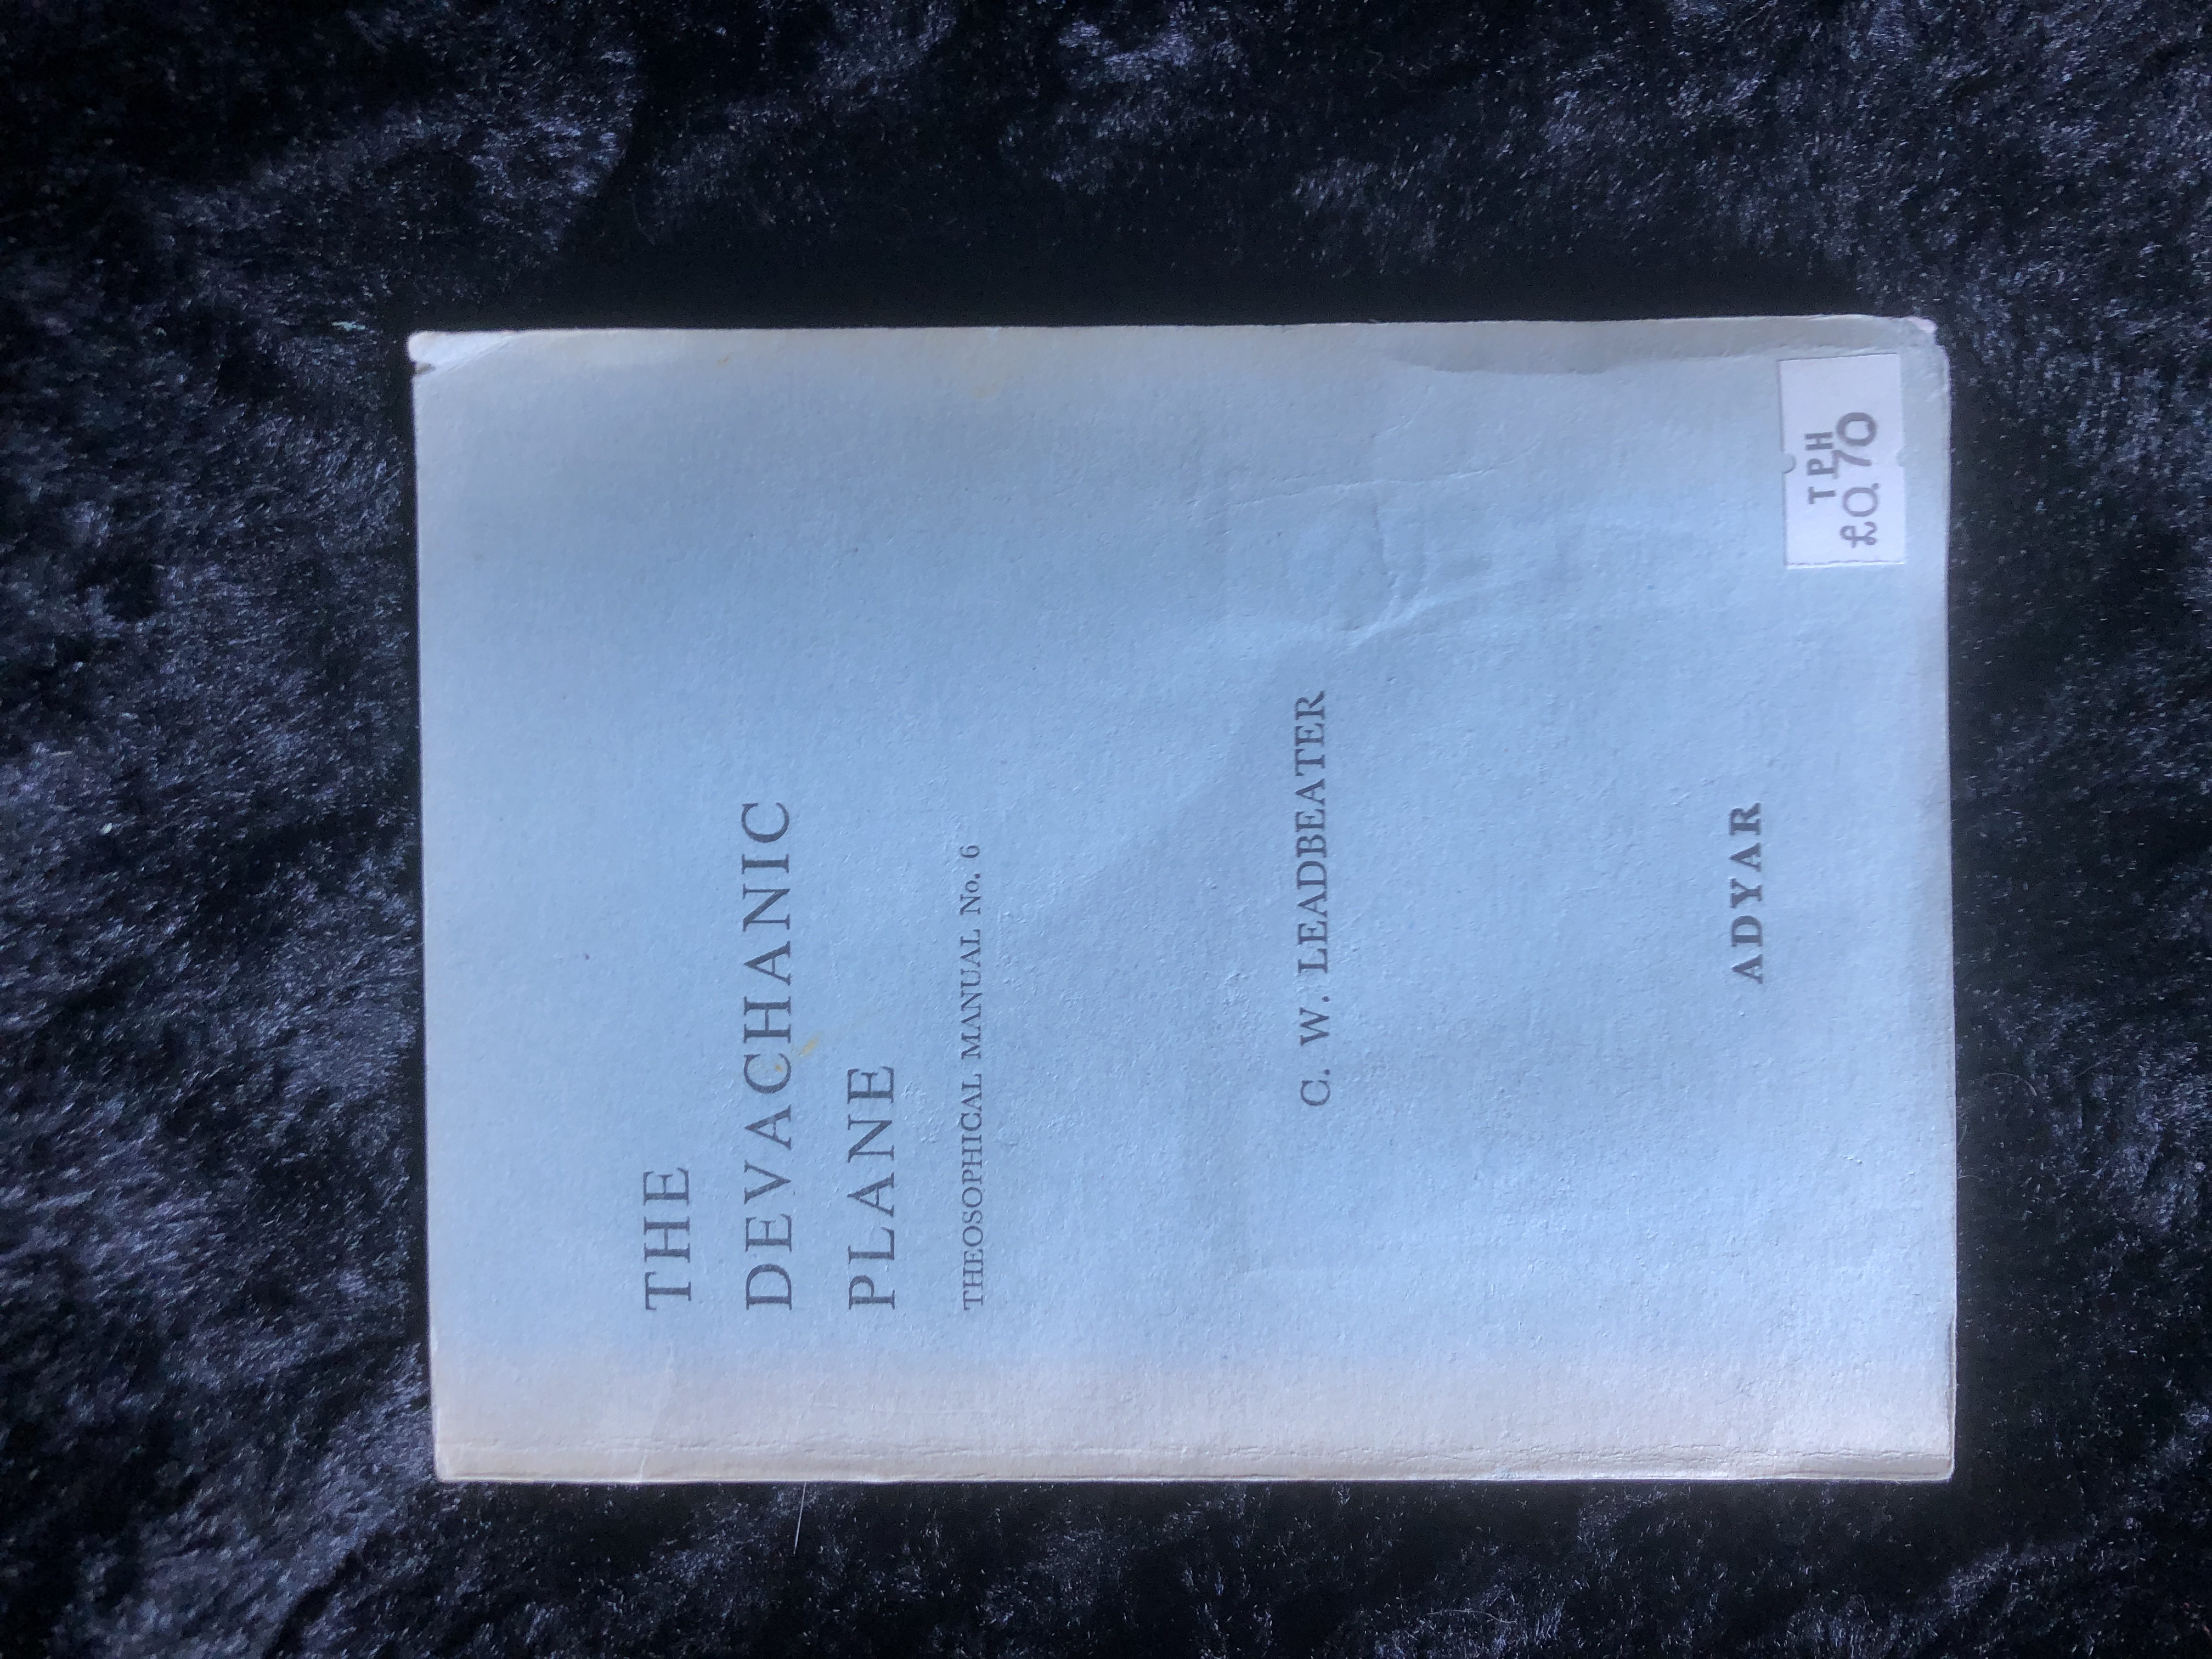 THE
DEVACHANIC
PLANE
THEOSOPHICAL MANUAL No. 6
C. W. LEADBEATER
ADYAR
TPH
£0.70